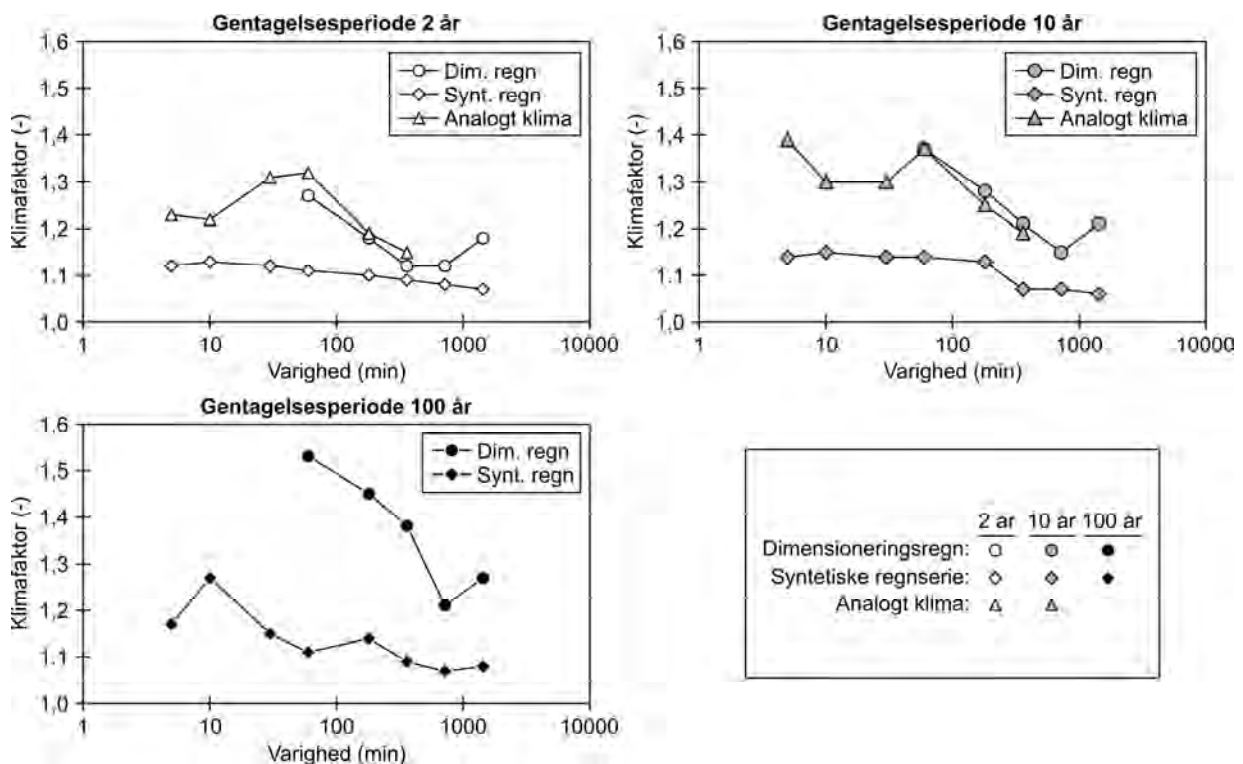 Gentagelsesperiode 2 år
1,6
1,5
1,4
1,3
1,2
1,1
1,0
Klimafaktor (-)
Dim. regn
Synt. regn
Analogt klima
1
10
100
1000
10000
Varighed (min)
Gentagelsesperiode 10 år
1,6
1,5
1,4
1,3
1,2
1,1
1,0
Klimafaktor (-)
Dim. regn
Synt. regn
Analogt klima
1
10
100
1000
10000
Varighed (min)
Gentagelsesperiode 100 år
1,6
1,5
1,4
1,3
1,2
1,1
1,0
Klimafaktor (-)
Dim. regn
Synt. regn
1
10
100
1000
10000
Varighed (min)
2 år 10 år 100 år
Dimensioneringsregn:
Syntetiske regnserie:
Analogt klima: